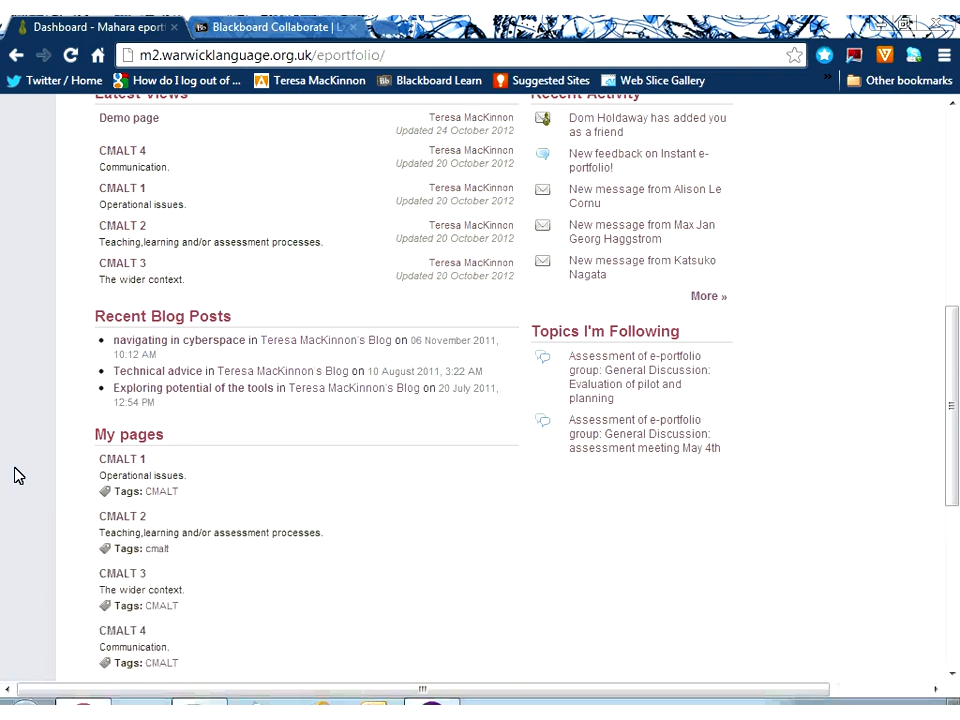 Dashboard - Mahara eport
Blackboard Collaborate | L
m2.warwicklanguage.org.uk/eportfolio/
Twitter / Home
How do I log out of ...
Teresa MacKinnon
Blackboard Learn
Suggested Sites
Web Slice Gallery
»
Other bookmarks
Latest Views
Demo page
Teresa MacKinnon
Updated 24 October 2012
CMALT 4
Teresa MacKinnon
Communication.
Updated 20 October 2012
CMALT 1
Teresa MacKinnon
Operational issues.
Updated 20 October 2012
CMALT 2
Teresa MacKinnon
Teaching,learning and/or assessment processes.
Updated 20 October 2012
CMALT 3
Teresa MacKinnon
The wider context.
Updated 20 October 2012
Recent Blog Posts
navigating in cyberspace in Teresa MacKinnon's Blog on 06 November 2011,
10:12 AM
Technical advice in Teresa MacKinnon s Blog on 10 August 2011, 3:22 AM
Exploring potential of the tools in Teresa MacKinnon's Blog on 20 July 2011,
12:54 PM
My pages
CMALT 1
Operational issues.
Tags: CMALT
CMALT 2
Teaching,learning and/or assessment processes.
Tags: cmalt
CMALT 3
The wider context.
Tags: CMALT
CMALT 4
Communication.
Tags: CMALT
Recent Activity
Dom Holdaway has added you
as a friend
New feedback on Instant e-
portfolio!
New message from Alison Le
Cornu
New message from Max Jan
Georg Haggstrom
New message from Katsuko
Nagata
More »
Topics I'm Following
Assessment of e-portfolio
group: General Discussion:
Evaluation of pilot and
planning
Assessment of e-portfolio
group: General Discussion:
assessment meeting May 4th